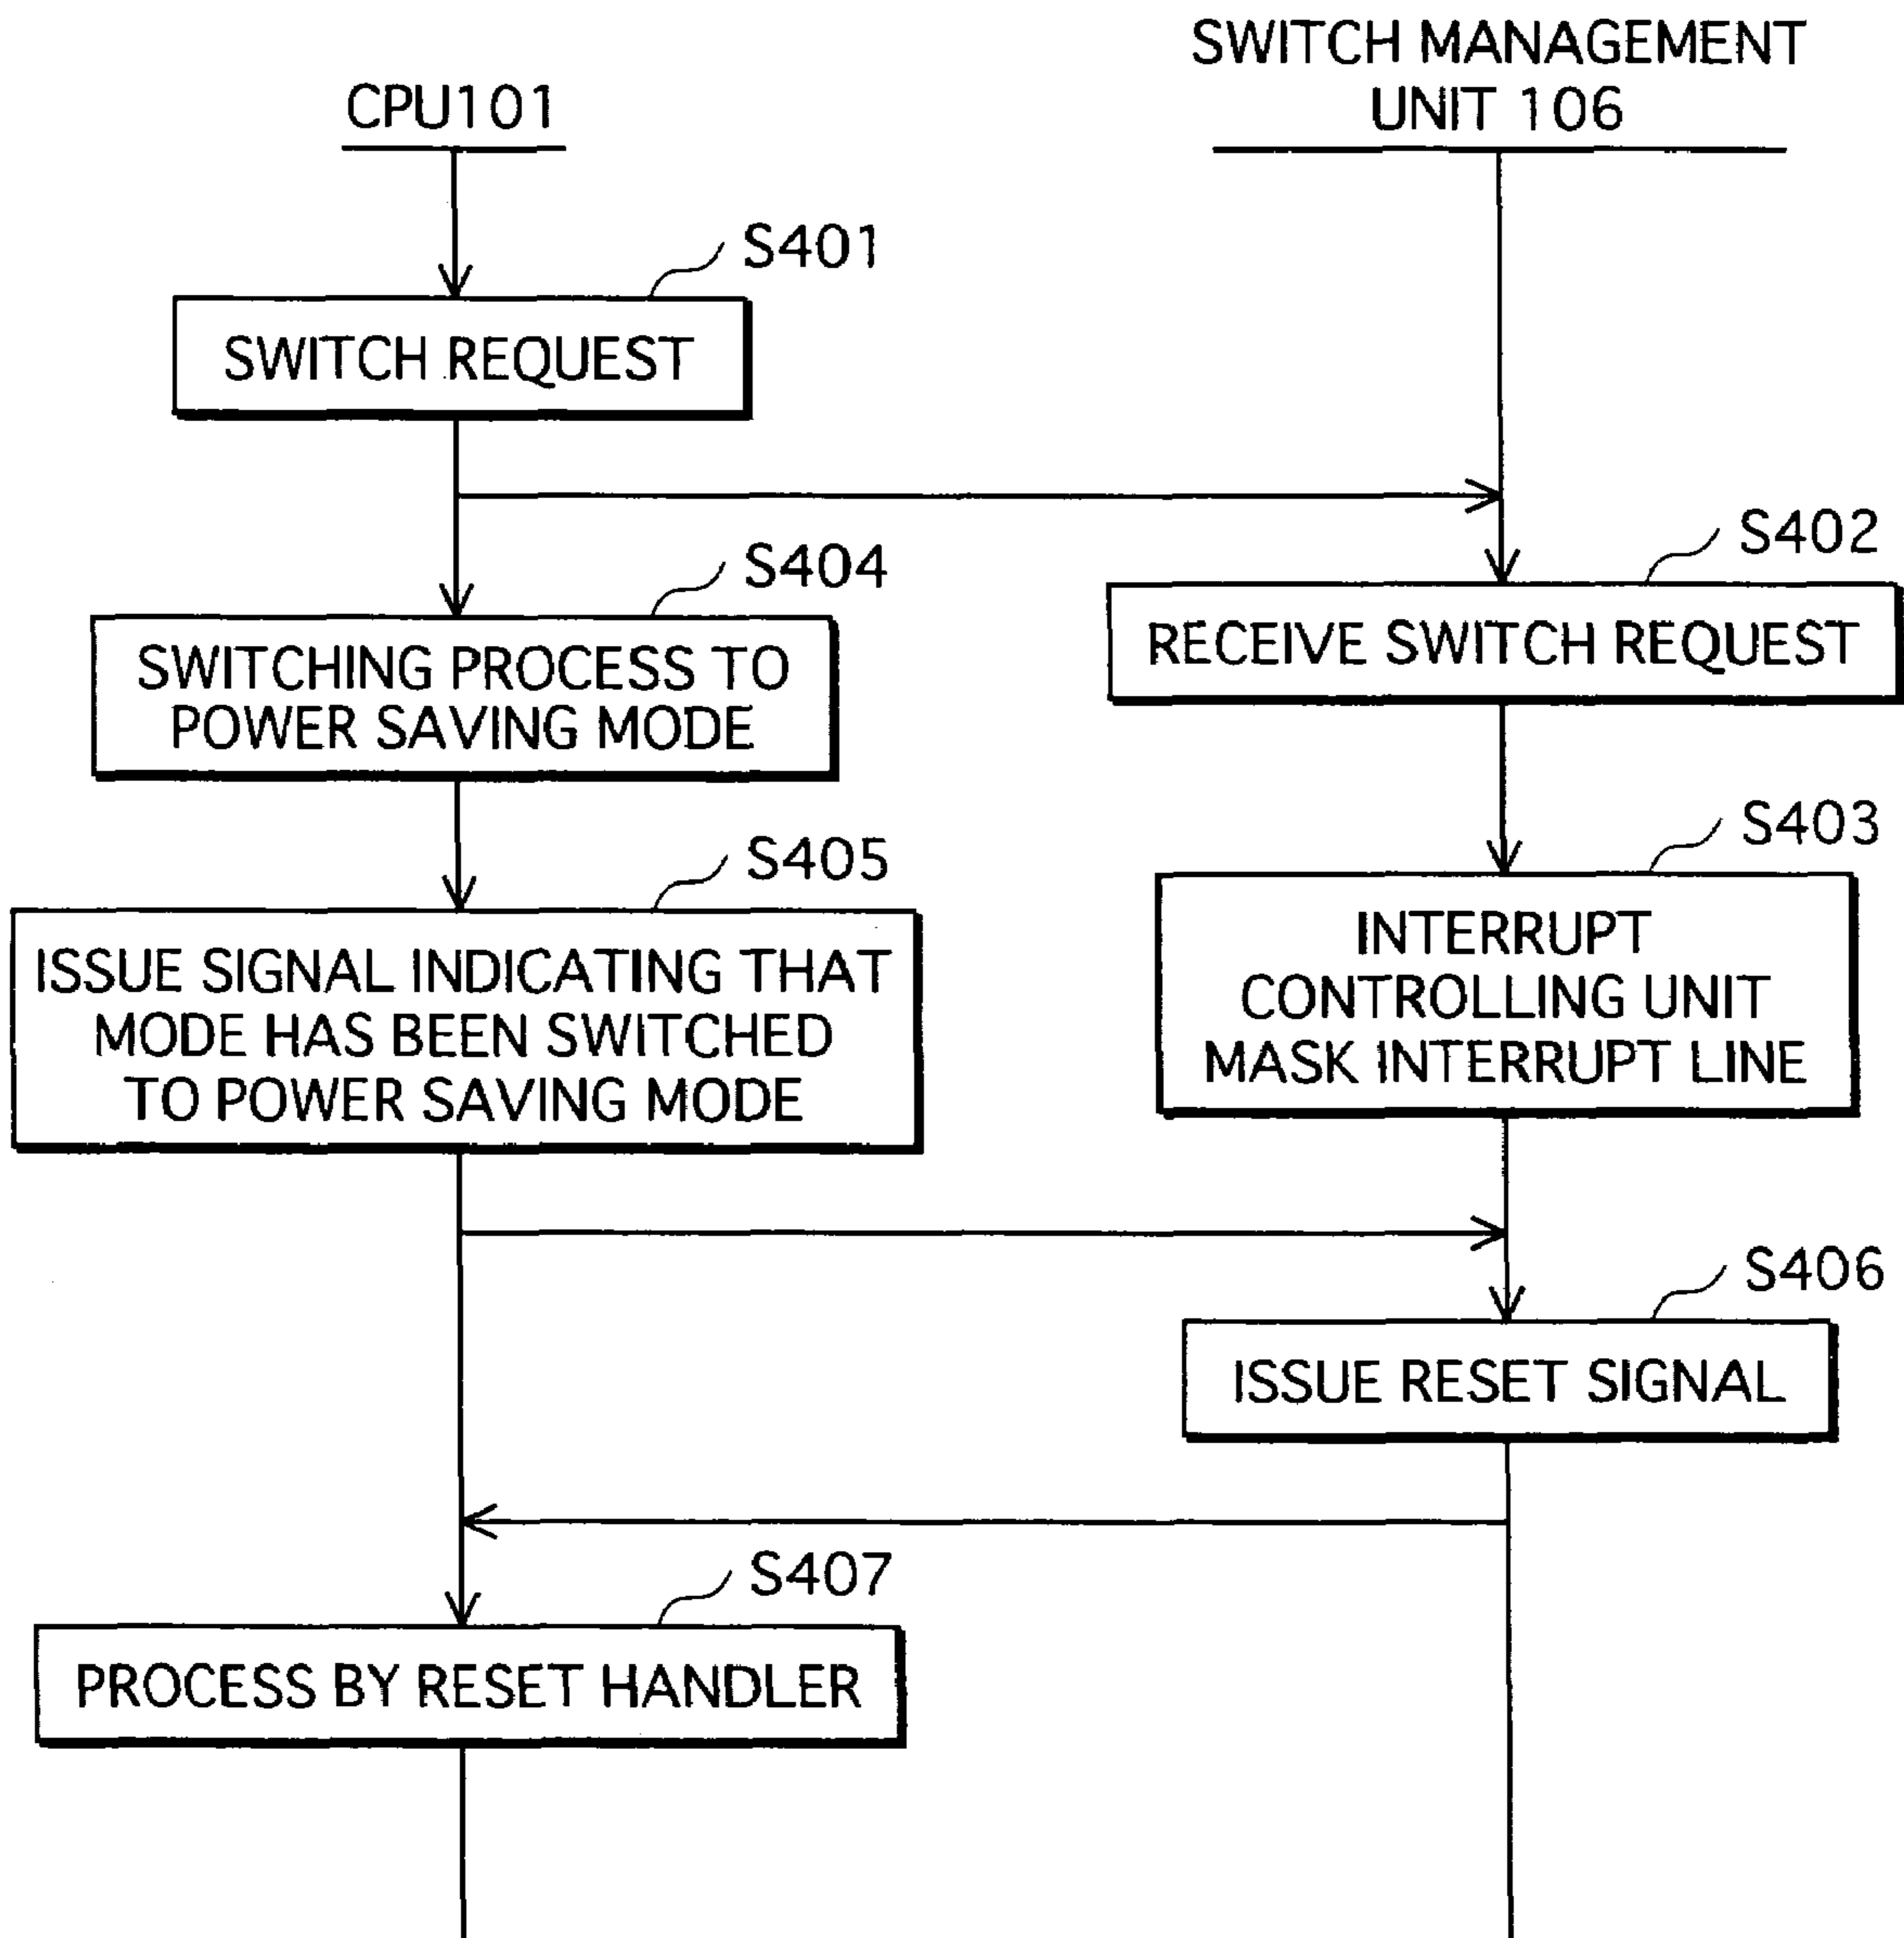 SWITCH MANAGEMENT
UNIT 106
CPU101
S401
SWITCH REQUEST
S402
S404
RECEIVE SWITCH REQUEST
SWITCHING PROCESS TO
POWER SAVING MODE
S403
S405
INTERRUPT
CONTROLLING UNIT
MASK INTERRUPT LINE
ISSUE SIGNAL INDICATING THAT
MODE HAS BEEN SWITCHED
TO POWER SAVING MODE
S406
ISSUE RESET SIGNAL
S407
PROCESS BY RESET HANDLER